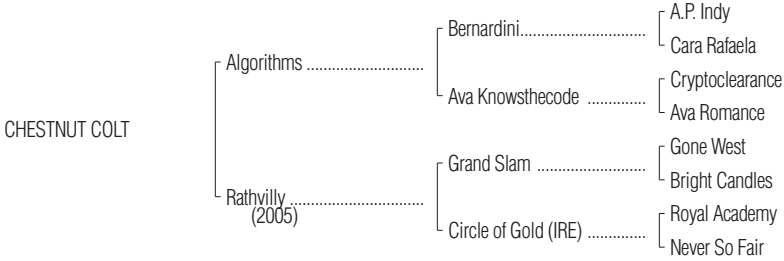 A.P. Indy
Bernardini..............................
Cara Rafaela
Algorithms ............................
Cryptoclearance
Ava Knowsthecode ..............
Ava Romance
CHESTNUT COLT
Gone West
Grand Slam ..........................
Bright Candles
Rathvilly ................................
(2005)
Royal Academy
Circle of Gold (IRE) ..............
Never So Fair